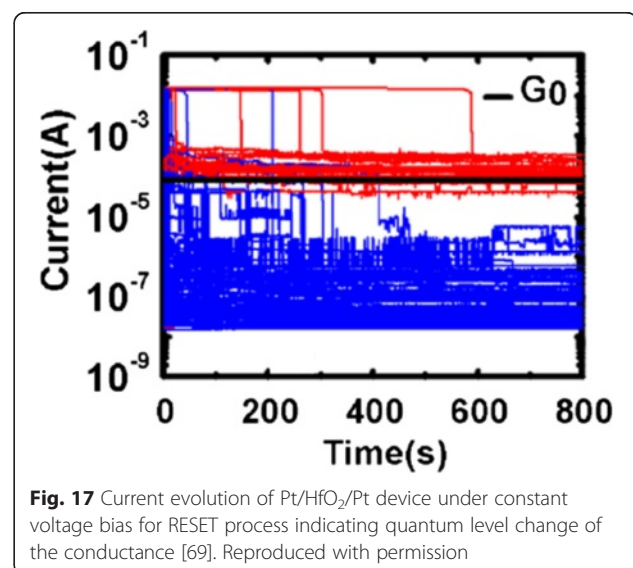 10⁻¹
10⁻³
10⁻⁵
10⁻⁷
10⁻⁹
Current(A)
G0
0 200 400 600 800
Time(s)
Fig. 17 Current evolution of Pt/HfO₂/Pt device under constant
voltage bias for RESET process indicating quantum level change of
the conductance [69]. Reproduced with permission